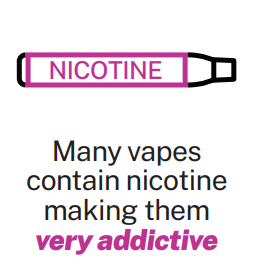 NICOTINE
Many vapes
contain nicotine
making them
very addictive